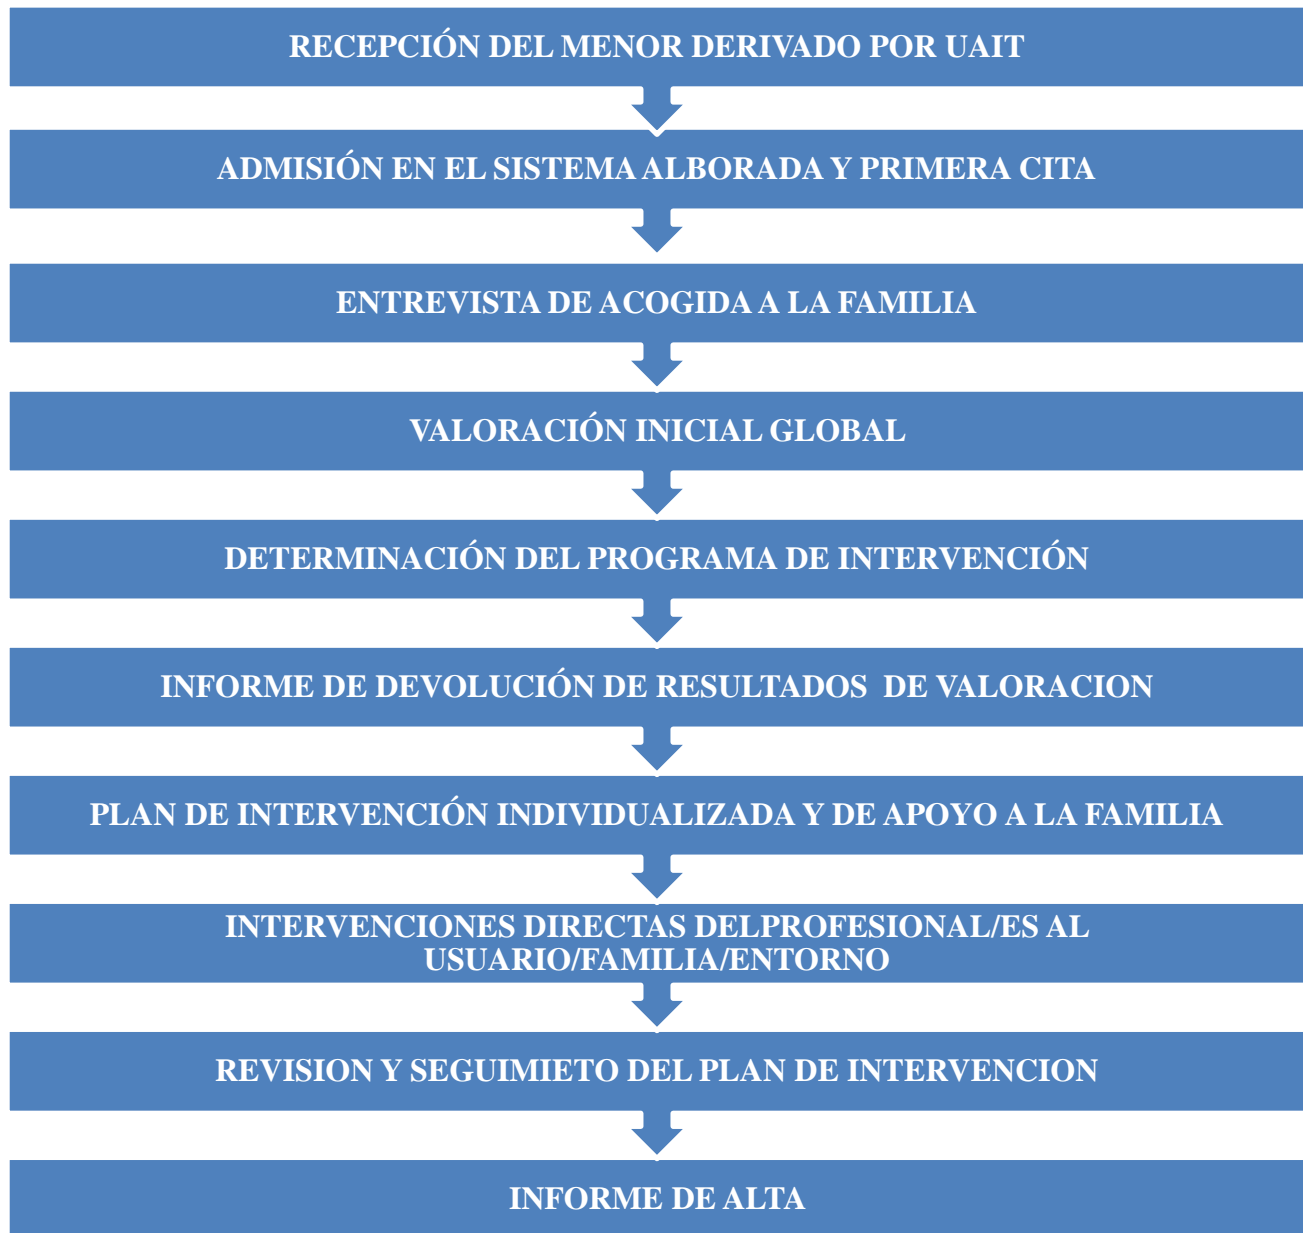 RECEPCIÓN DEL MENOR DERIVADO POR UAIT
ADMISIÓN EN EL SISTEMA ALBORADA Y PRIMERA CITA
ENTREVISTA DE ACOGIDA A LA FAMILIA
VALORACIÓN INICIAL GLOBAL
DETERMINACIÓN DEL PROGRAMA DE INTERVENCIÓN
INFORME DE DEVOLUCIÓN DE RESULTADOS DE VALORACION
PLAN DE INTERVENCIÓN INDIVIDUALIZADA Y DE APOYO A LA FAMILIA
INTERVENCIONES DIRECTAS DELPROFESIONAL/ES AL
USUARIO/FAMILIA/ENTORNO
REVISION Y SEGUIMIETO DEL PLAN DE INTERVENCION
INFORME DE ALTA